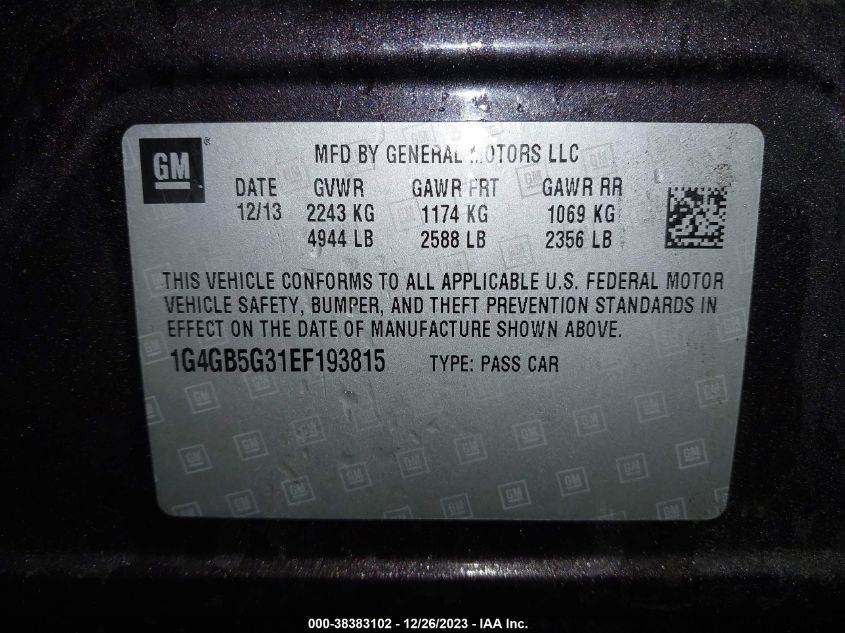 GM ®
MFD BY GENERAL MOTORS LLC
DATE GVWR GAWR FRT GAWR RR
12/13 2243 KG 1174 KG 1069 KG
4944 LB 2588 LB 2356 LB
THIS VEHICLE CONFORMS TO ALL APPLICABLE U.S. FEDERAL MOTOR
VEHICLE SAFETY, BUMPER, AND THEFT PREVENTION STANDARDS IN
EFFECT ON THE DATE OF MANUFACTURE SHOWN ABOVE.
1G4GB5G31EF193815 TYPE: PASS CAR
000-38383102 - 12/26/2023 - IAA Inc.